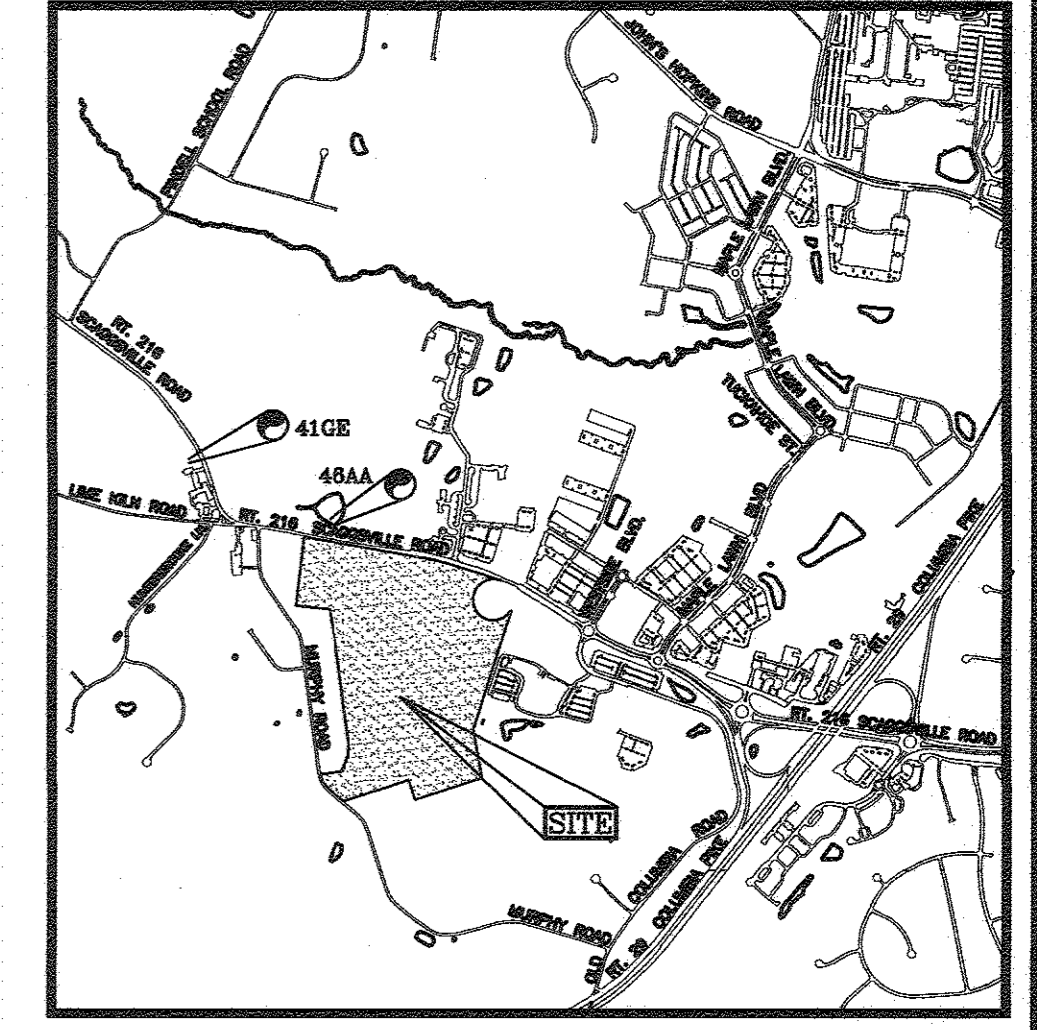 JOHN'S HOPKINS ROAD
PINDELL SCHOOL ROAD
MAPLE LAWN BLVD.
RT. 216
SCAGGSVILLE ROAD
MAPLE LAWN BLVD.
TUCKAHOE ST.
41GE
46AA
LIME KILN ROAD
RT. 216 SCAGGSVILLE ROAD
MAPLE LAWN BLVD
BLVD.
RT. 29 COLUMBIA PIKE
MURPHY ROAD
RT. 216 SCAGGSVILLE ROAD
SITE
OLD COLUMBIA ROAD
MURPHY ROAD
RT. 29 COLUMBIA PIKE